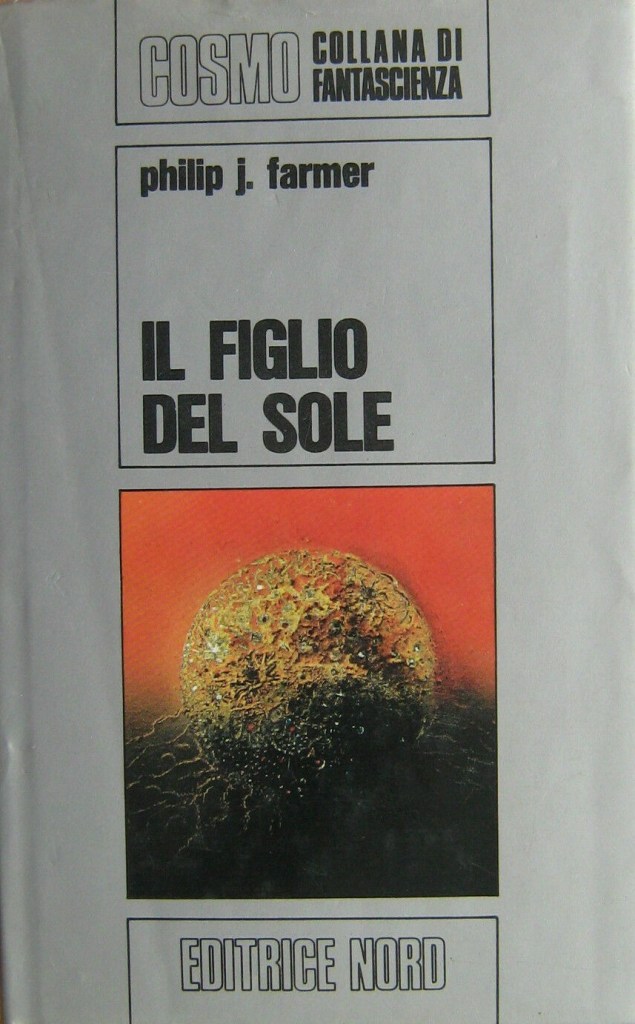 COSMO COLLANA DI
FANTASCIENZA
philip j. farmer
IL FIGLIO
DEL SOLE
EDITRICE NORD